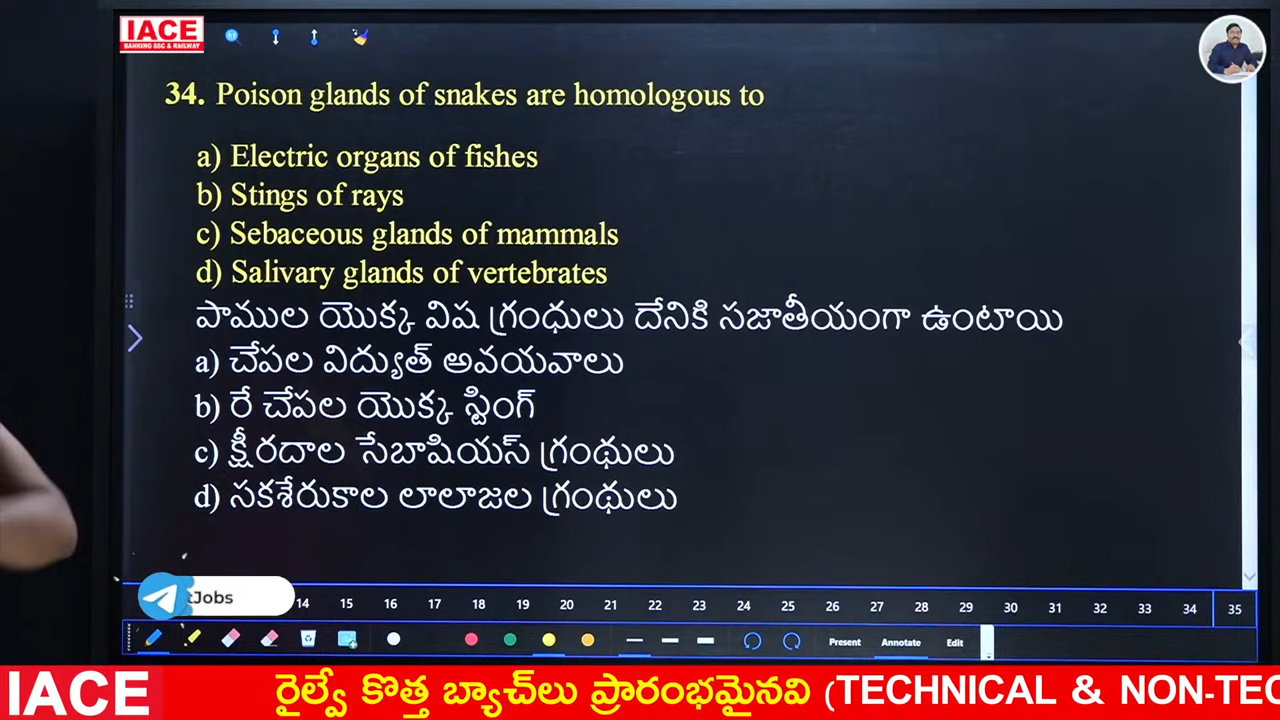 IACE
BANKING SSC & RAILWAY
34. Poison glands of snakes are homologous to
a) Electric organs of fishes
b) Stings of rays
c) Sebaceous glands of mammals
d) Salivary glands of vertebrates
పాముల యొక్క విష గ్రంధులు దేనికి సజాతీయంగా ఉంటాయి
a) చేపల విద్యుత్ అవయవాలు
b) రే చేపల యొక్క స్టింగ్
c) క్షీరదాల సేబాషియస్ గ్రంథులు
d) సకశేరుకాల లాలాజల గ్రంథులు
tJobs
14 15 16 17 18 19 20 21 22 23 24 25 26 27 28 29 30 31 32 33 34 35
Present Annotate Edit
IACE రైల్వే కొత్త బ్యాచ్‌లు ప్రారంభమైనవి (TECHNICAL & NON-TEC